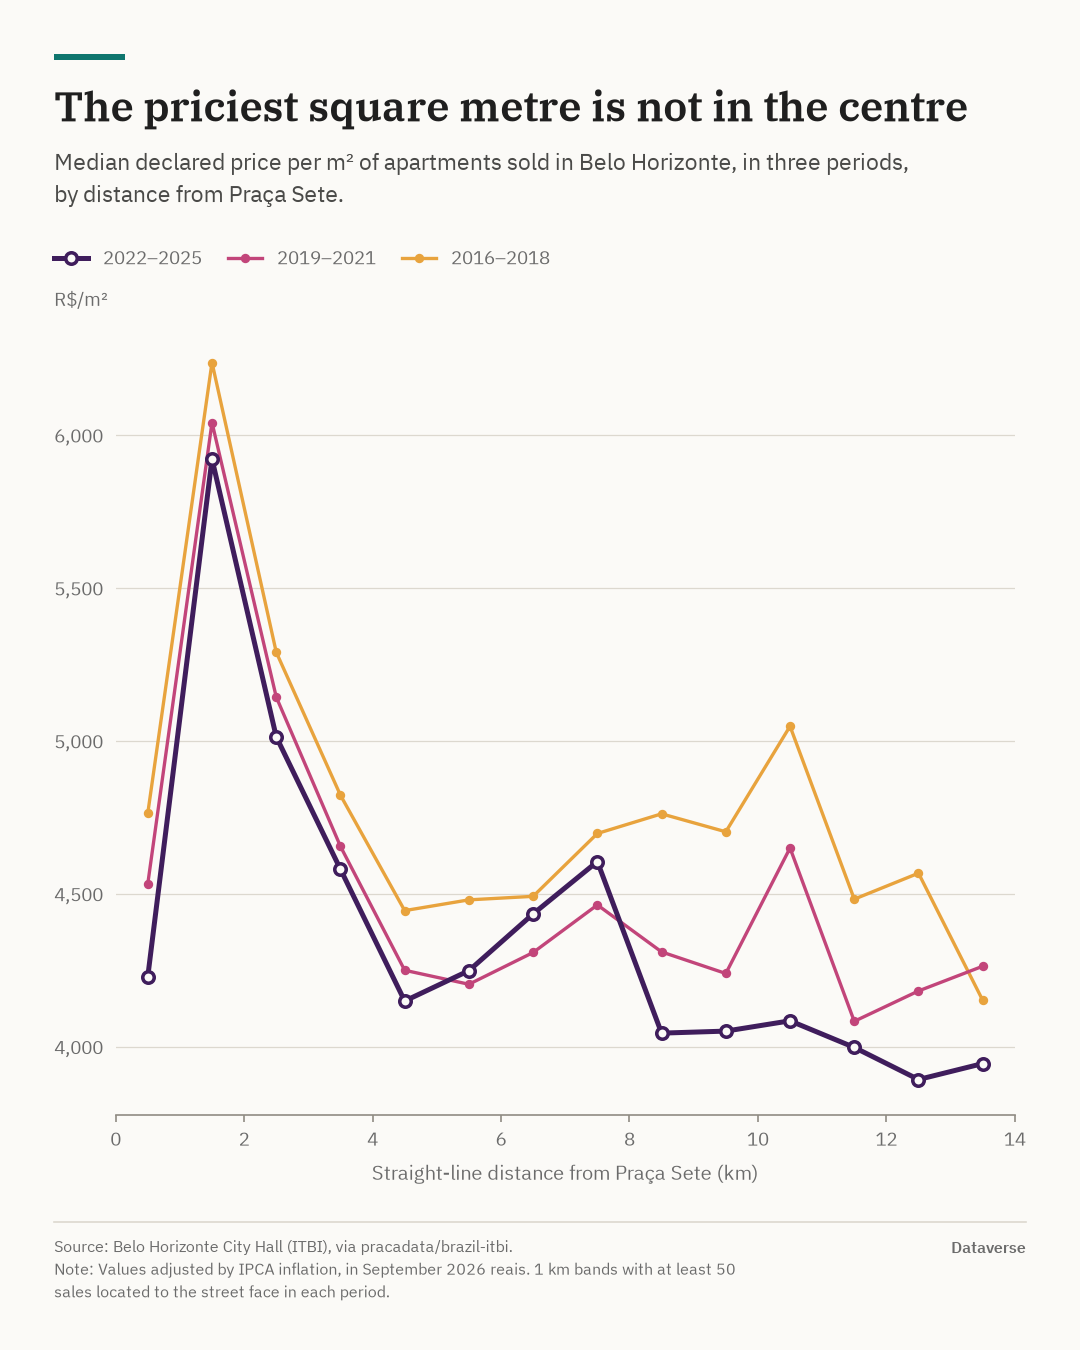 The priciest square metre is not in the centre
Median declared price per m² of apartments sold in Belo Horizonte, in three periods,
by distance from Praça Sete.
2022–2025 2019–2021 2016–2018
R$/m²
6,000
5,500
5,000
4,500
4,000
0 2 4 6 8 10 12 14
Straight-line distance from Praça Sete (km)
Source: Belo Horizonte City Hall (ITBI), via pracadata/brazil-itbi.
Dataverse
Note: Values adjusted by IPCA inflation, in September 2026 reais. 1 km bands with at least 50
sales located to the street face in each period.